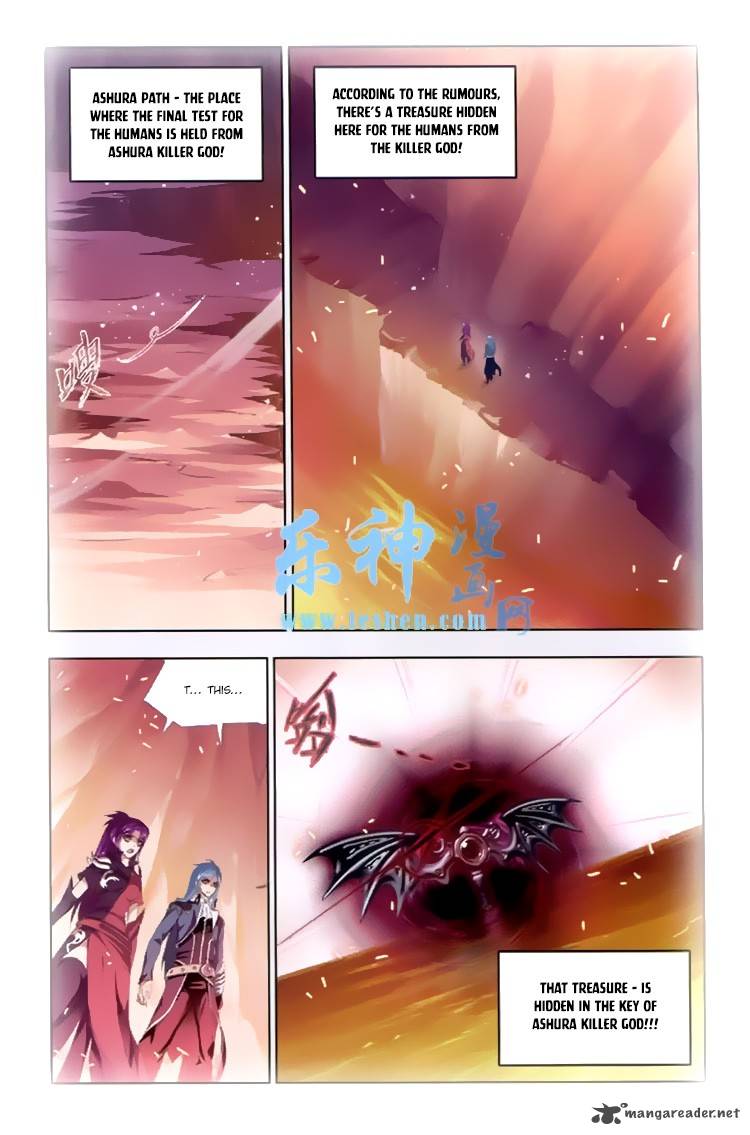 ASHURA PATH - THE PLACE
WHERE THE FINAL TEST FOR
THE HUMANS IS HELD FROM
ASHURA KILLER GOD!
ACCORDING TO THE RUMOURS,
THERE'S A TREASURE HIDDEN
HERE FOR THE HUMANS FROM
THE KILLER GOD!
嗖
乐神漫画网
www.leshen.com
T... THIS...
THAT TREASURE - IS
HIDDEN IN THE KEY OF
ASHURA KILLER GOD!!!
mangareader.net